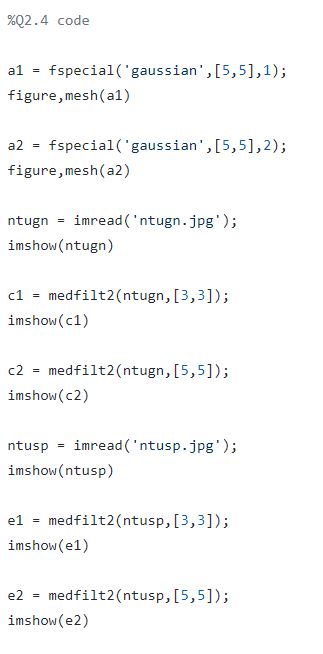 %Q2.4 code
a1 = fspecial('gaussian',[5,5],1);
figure,mesh(a1)
a2 = fspecial('gaussian',[5,5],2);
figure,mesh(a2)
ntugn = imread('ntugn.jpg');
imshow(ntugn)
c1 = medfilt2(ntugn,[3,3]);
imshow(c1)
c2 = medfilt2(ntugn,[5,5]);
imshow(c2)
ntusp = imread('ntusp.jpg');
imshow(ntusp)
e1 = medfilt2(ntusp,[3,3]);
imshow(e1)
e2 = medfilt2(ntusp,[5,5]);
imshow(e2)